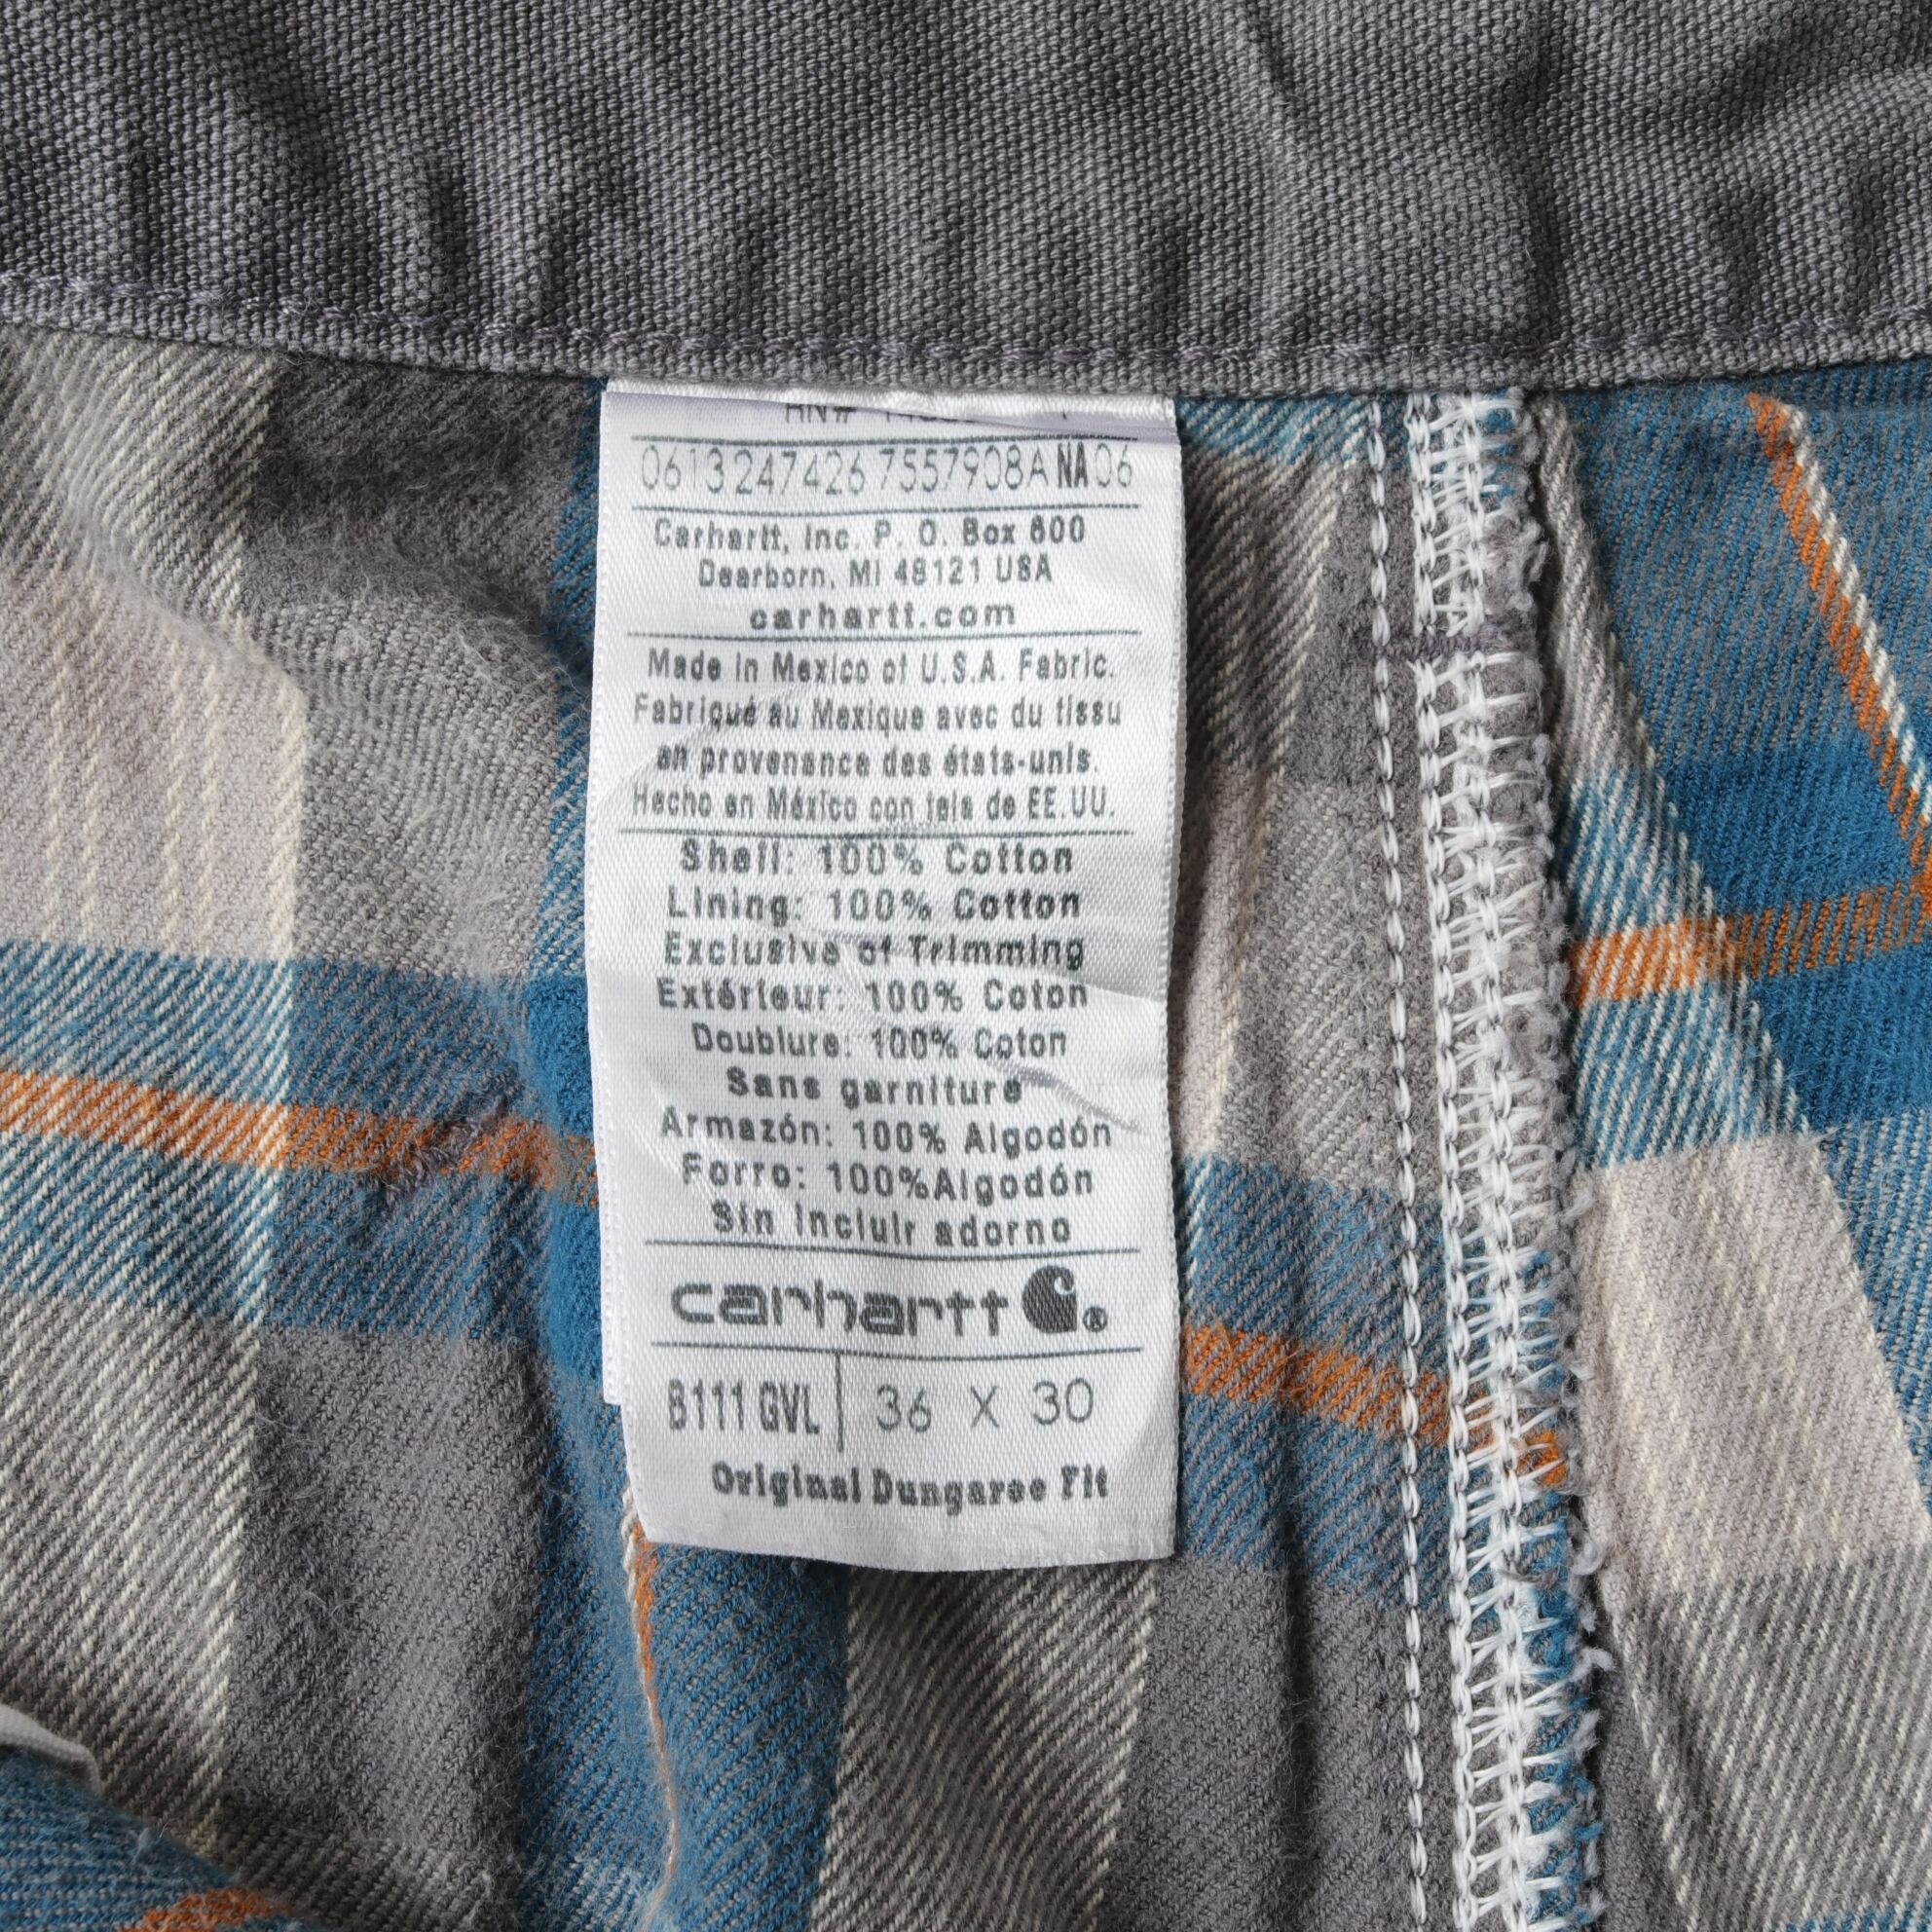 RN#
0613 247426 7557908A NA 06
Carhartt, Inc. P. O. Box 600
Dearborn, MI 48121 USA
carhartt.com
Made in Mexico of U.S.A. Fabric.
Fabriqué au Mexique avec du tissu
en provenance des états-unis.
Hecho en México con tela de EE.UU.
Shell: 100% Cotton
Lining: 100% Cotton
Exclusive of Trimming
Extérieur: 100% Coton
Doublure: 100% Coton
Sans garniture
Armazón: 100% Algodón
Forro: 100%Algodón
Sin incluir adorno
carhartt ®
B111 GVL 36 X 30
Original Dungaree Fit